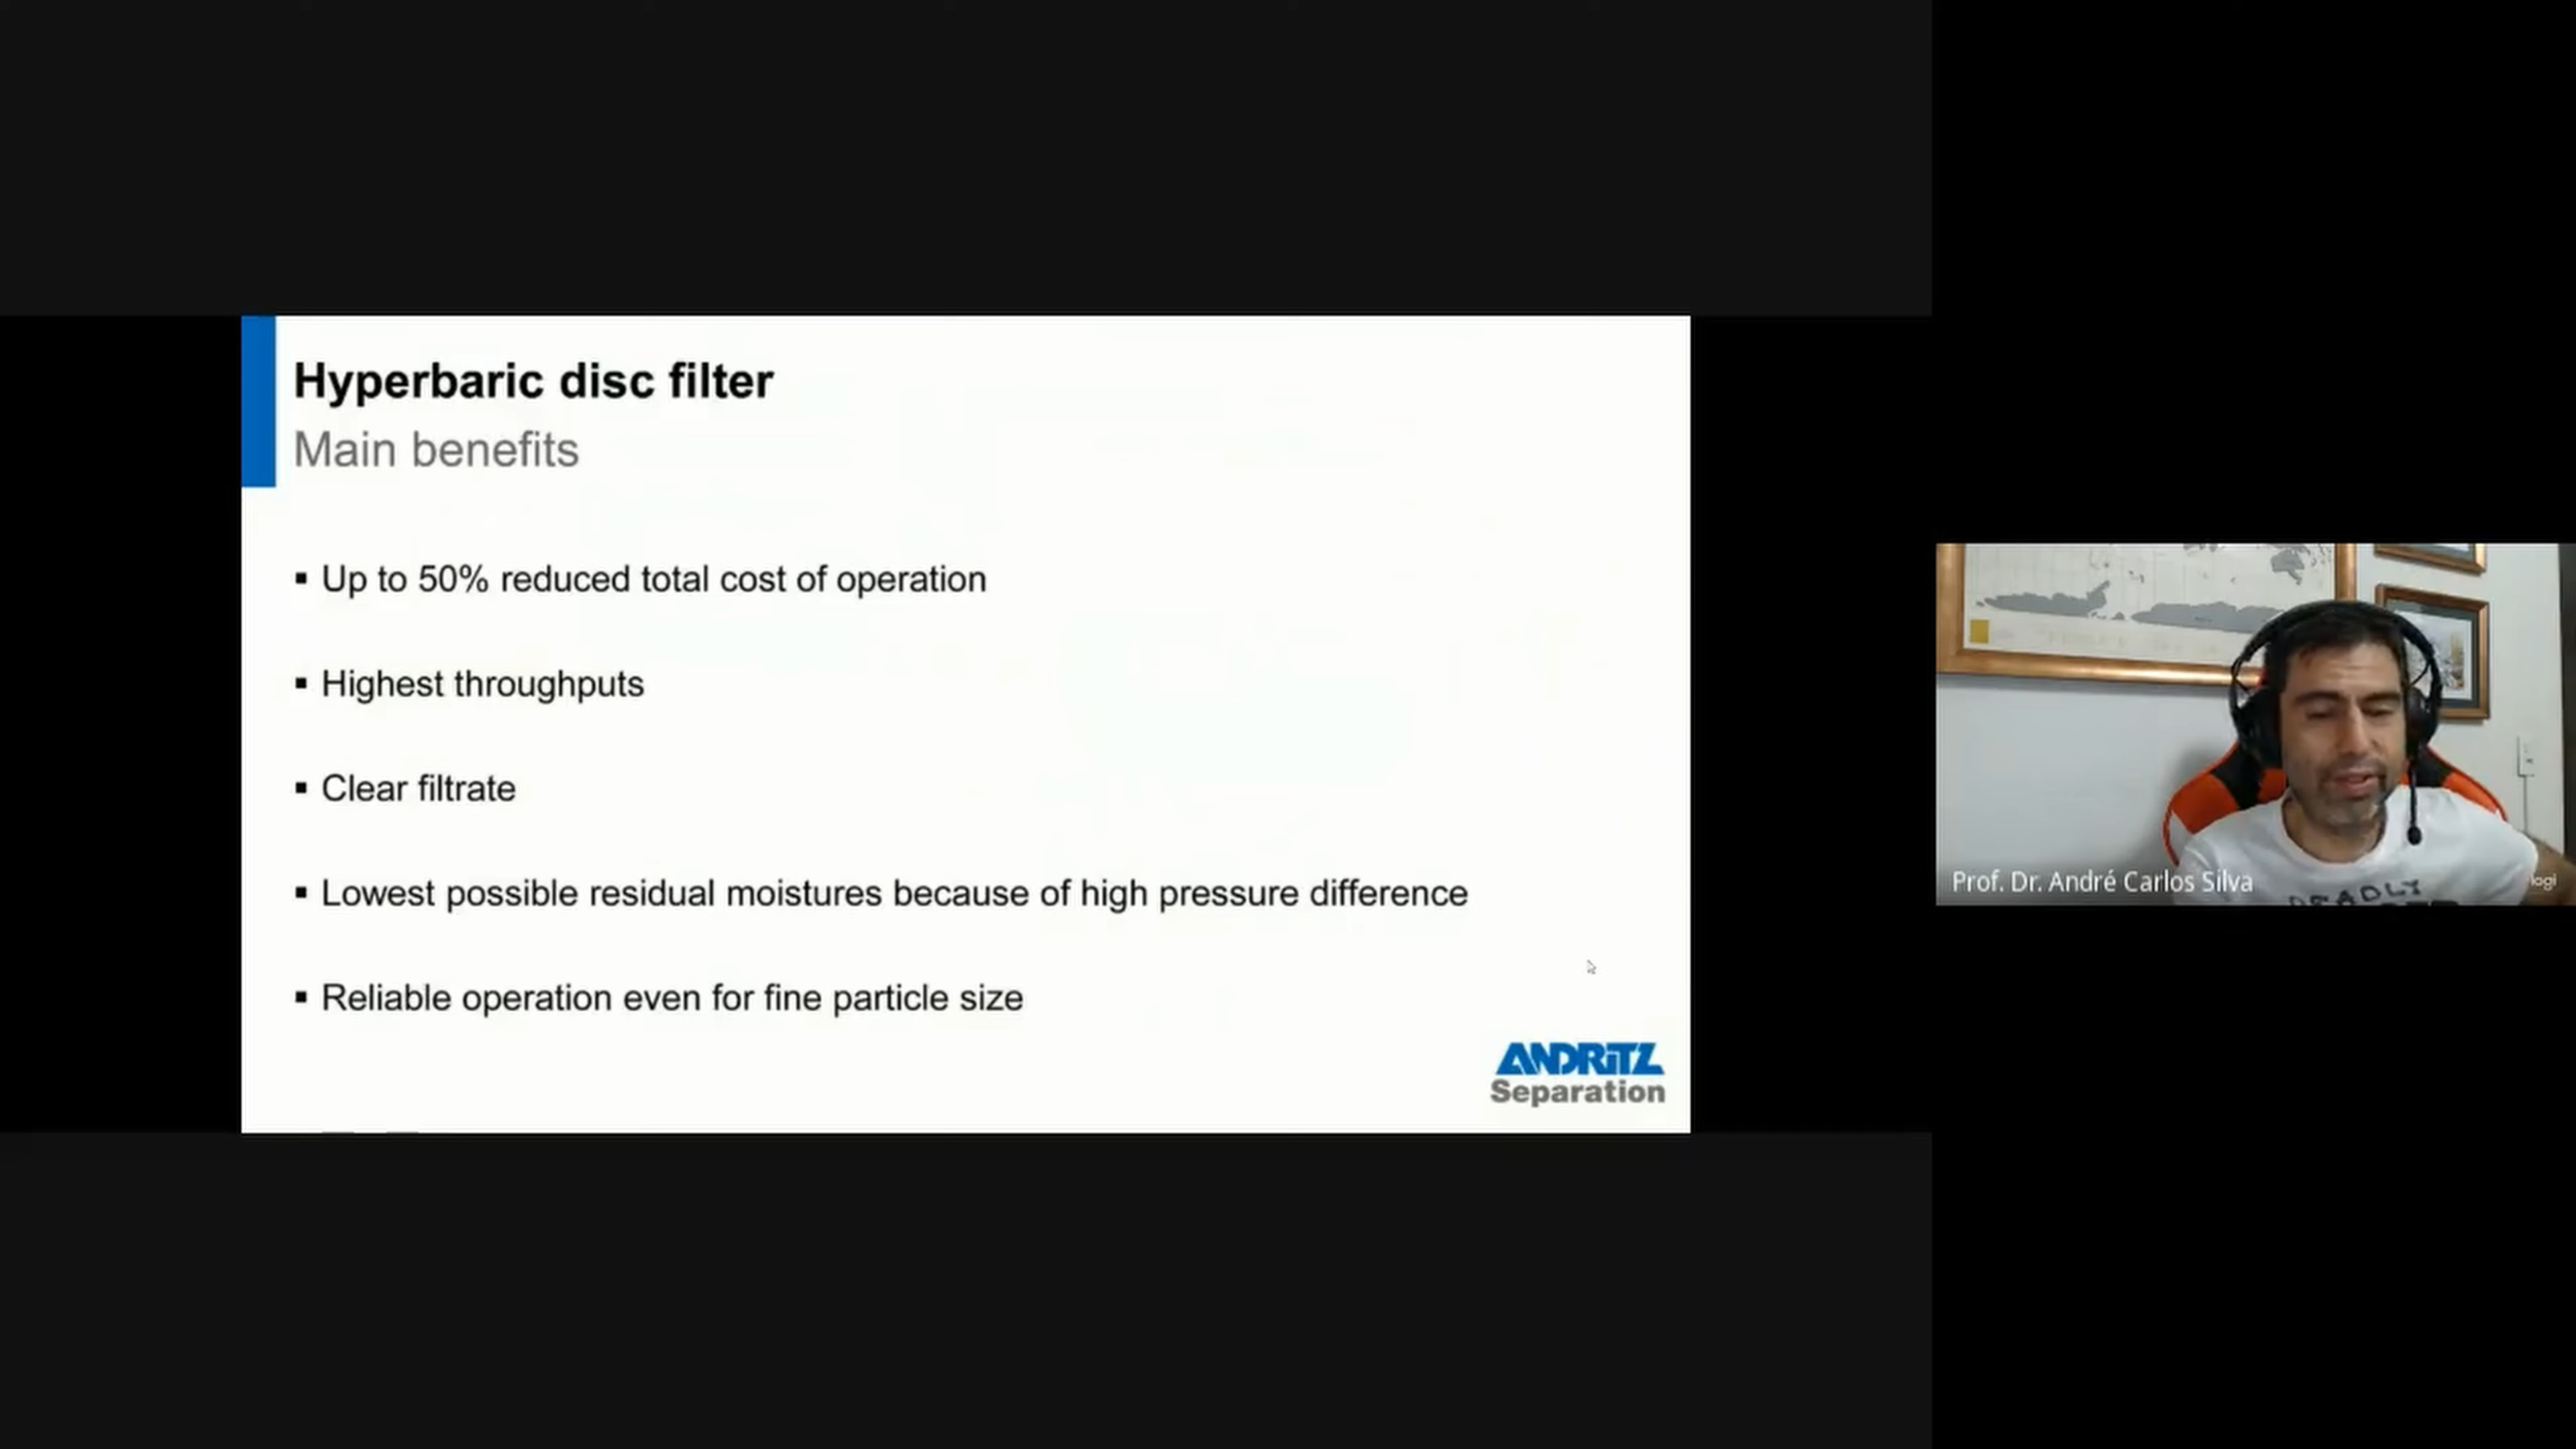 Hyperbaric disc filter
Main benefits
▪ Up to 50% reduced total cost of operation
▪ Highest throughputs
▪ Clear filtrate
▪ Lowest possible residual moistures because of high pressure difference
▪ Reliable operation even for fine particle size
ANDRITZ
Separation
Prof. Dr. André Carlos Silva
DEADLY
logi